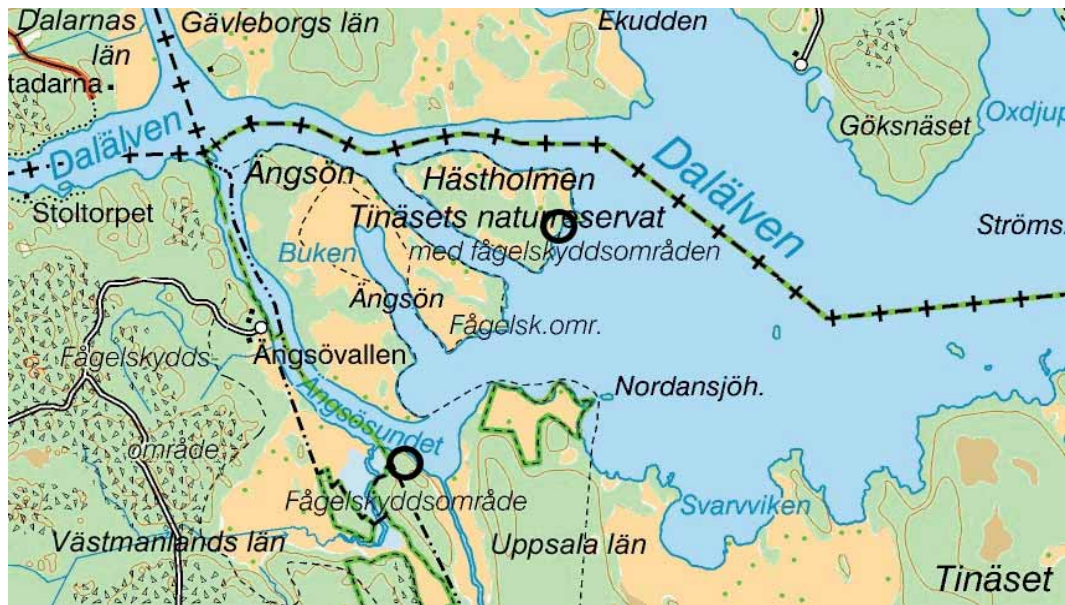 Dalarnas
län
Gävleborgs län
Ekudden
tadarna
Dalälven
Ängsön
Hästholmen
Dalälven
Göksnäset
Oxdjup
Stoltorpet
Tinäsets naturreservat
med fågelskyddsområden
Ströms.
Buken
Ängsön
Fågelsk.omr.
Fågelskydds-
område
Ängsövallen
Ängsösundet
Nordansjöh.
Fågelskyddsområde
Svarvviken
Västmanlands län
Uppsala län
Tinäset